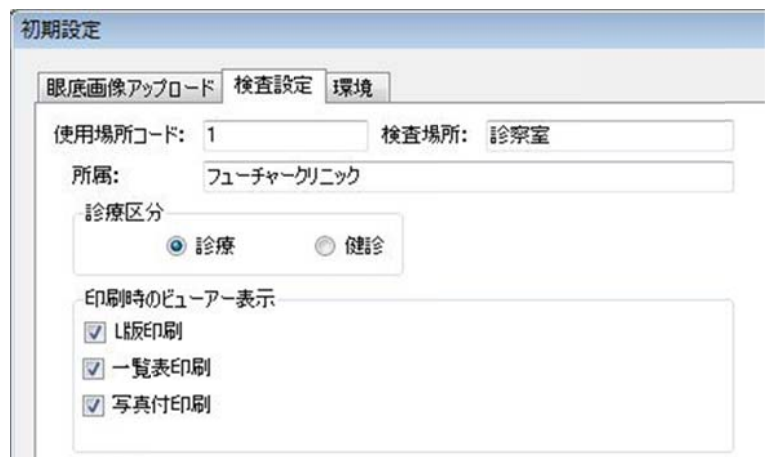 初期設定
眼底画像アップロード 検査設定 環境
使用場所コード: 1 検査場所: 診察室
所属: フューチャークリニック
診療区分
診療 健診
印刷時のビューアー表示
L版印刷
一覧表印刷
写真付印刷